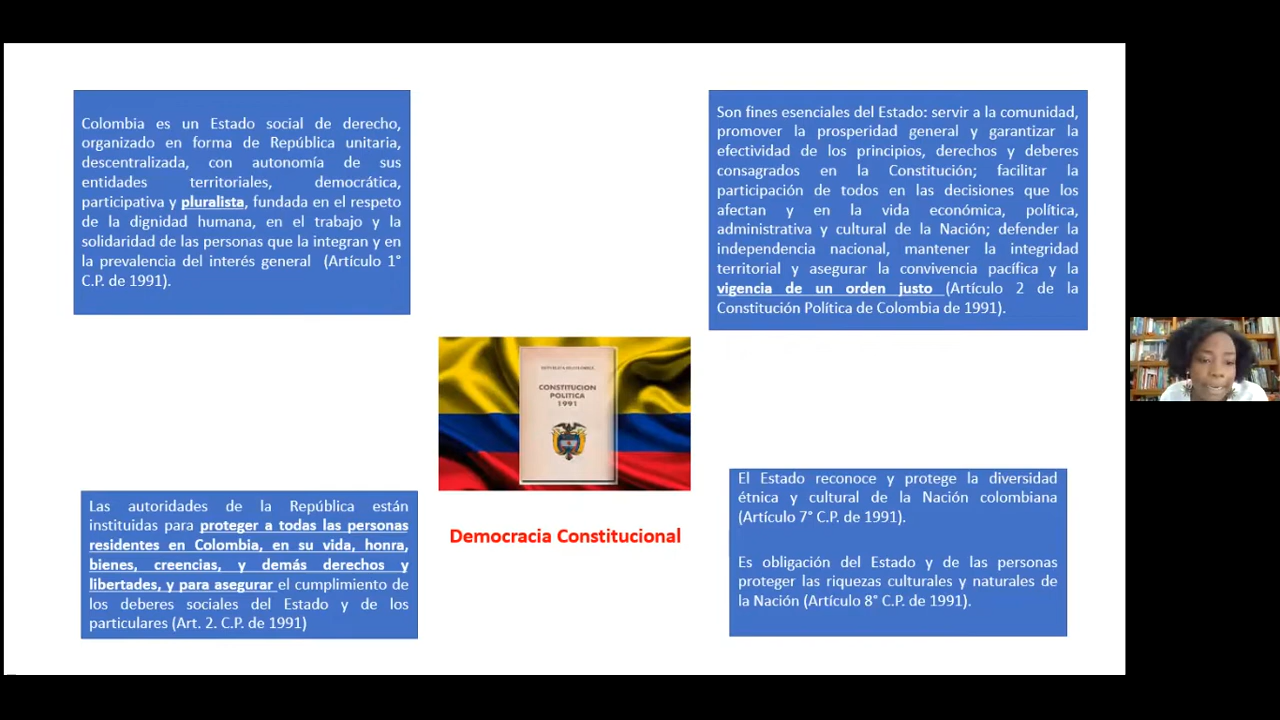 Colombia es un Estado social de derecho,
organizado en forma de República unitaria,
descentralizada, con autonomía de sus
entidades territoriales, democrática,
participativa y pluralista, fundada en el respeto
de la dignidad humana, en el trabajo y la
solidaridad de las personas que la integran y en
la prevalencia del interés general (Artículo 1°
C.P. de 1991).
Son fines esenciales del Estado: servir a la comunidad,
promover la prosperidad general y garantizar la
efectividad de los principios, derechos y deberes
consagrados en la Constitución; facilitar la
participación de todos en las decisiones que los
afectan y en la vida económica, política,
administrativa y cultural de la Nación; defender la
independencia nacional, mantener la integridad
territorial y asegurar la convivencia pacífica y la
vigencia de un orden justo (Artículo 2 de la
Constitución Política de Colombia de 1991).
CONSTITUCION
POLITICA
1991
Democracia Constitucional
Las autoridades de la República están
instituidas para proteger a todas las personas
residentes en Colombia, en su vida, honra,
bienes, creencias, y demás derechos y
libertades, y para asegurar el cumplimiento de
los deberes sociales del Estado y de los
particulares (Art. 2. C.P. de 1991)
El Estado reconoce y protege la diversidad
étnica y cultural de la Nación colombiana
(Artículo 7° C.P. de 1991).
Es obligación del Estado y de las personas
proteger las riquezas culturales y naturales de
la Nación (Artículo 8° C.P. de 1991).